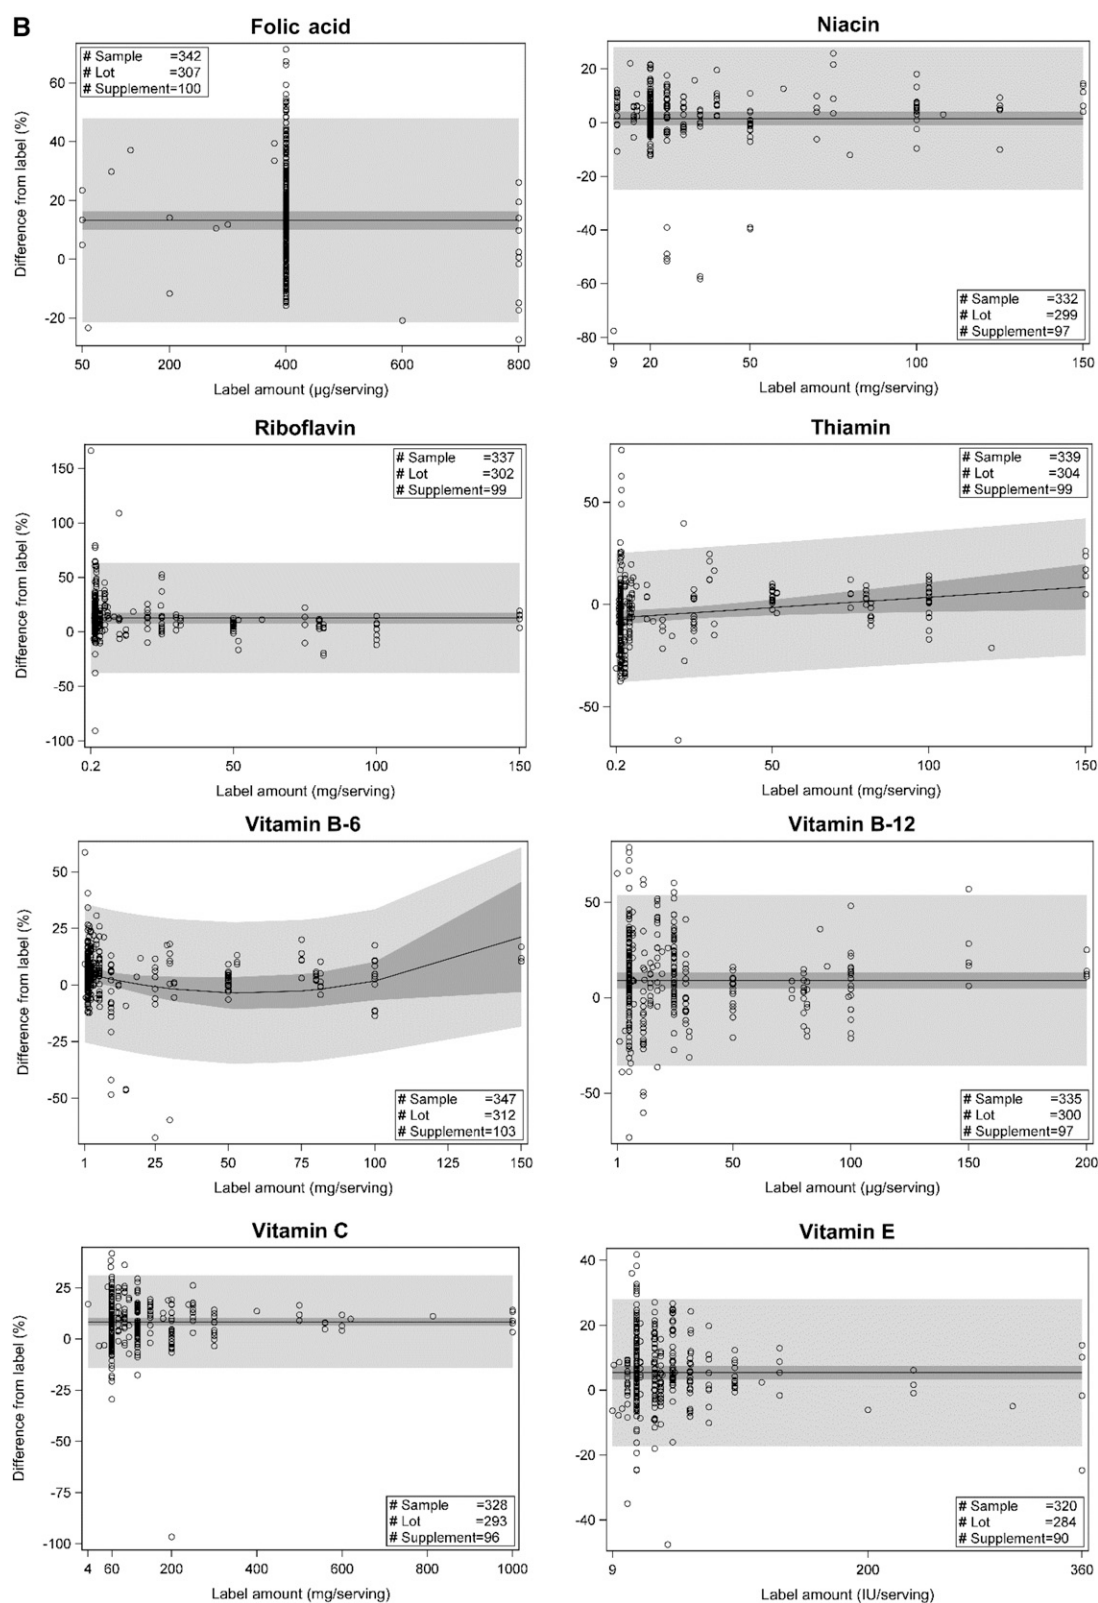 B
Folic acid
# Sample =342
# Lot =307
# Supplement=100
Difference from label (%)
60
40
20
0
-20
50 200 400 600 800
Label amount (µg/serving)
Niacin
20
0
-20
-40
-60
-80
# Sample =332
# Lot =299
# Supplement=97
9 20 50 100 150
Label amount (mg/serving)
Riboflavin
# Sample =337
# Lot =302
# Supplement=99
Difference from label (%)
150
100
50
0
-50
-100
0.2 50 100 150
Label amount (mg/serving)
Thiamin
# Sample =339
# Lot =304
# Supplement=99
50
0
-50
0.2 50 100 150
Label amount (mg/serving)
Vitamin B-6
Difference from label (%)
50
25
0
-25
-50
# Sample =347
# Lot =312
# Supplement=103
1 25 50 75 100 125 150
Label amount (mg/serving)
Vitamin B-12
50
0
-50
# Sample =335
# Lot =300
# Supplement=97
1 50 100 150 200
Label amount (µg/serving)
Vitamin C
Difference from label (%)
25
0
-25
-50
-75
-100
# Sample =328
# Lot =293
# Supplement=96
4 60 200 400 600 800 1000
Label amount (mg/serving)
Vitamin E
40
20
0
-20
-40
# Sample =320
# Lot =284
# Supplement=90
9 200 360
Label amount (IU/serving)